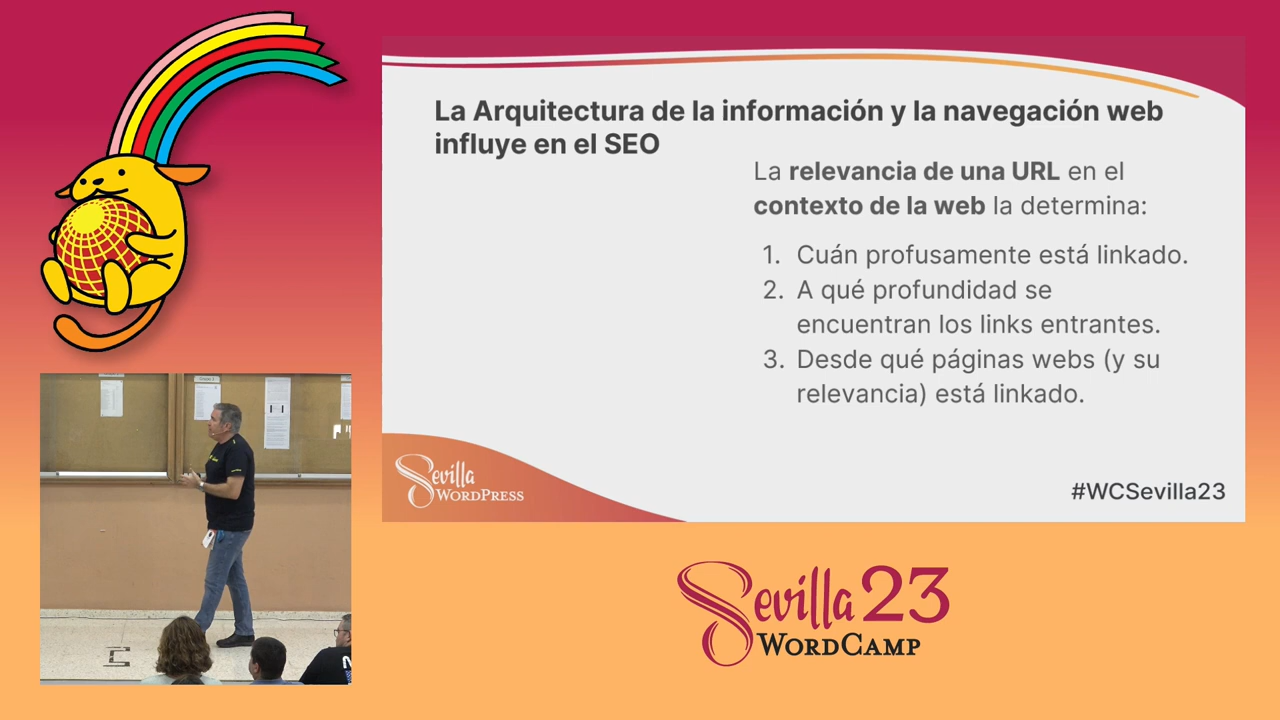 La Arquitectura de la información y la navegación web
influye en el SEO
La relevancia de una URL en el
contexto de la web la determina:
1. Cuán profusamente está linkado.
2. A qué profundidad se
encuentran los links entrantes.
3. Desde qué páginas webs (y su
relevancia) está linkado.
Sevilla
WORDPRESS
#WCSevilla23
Sevilla 23
WORDCAMP